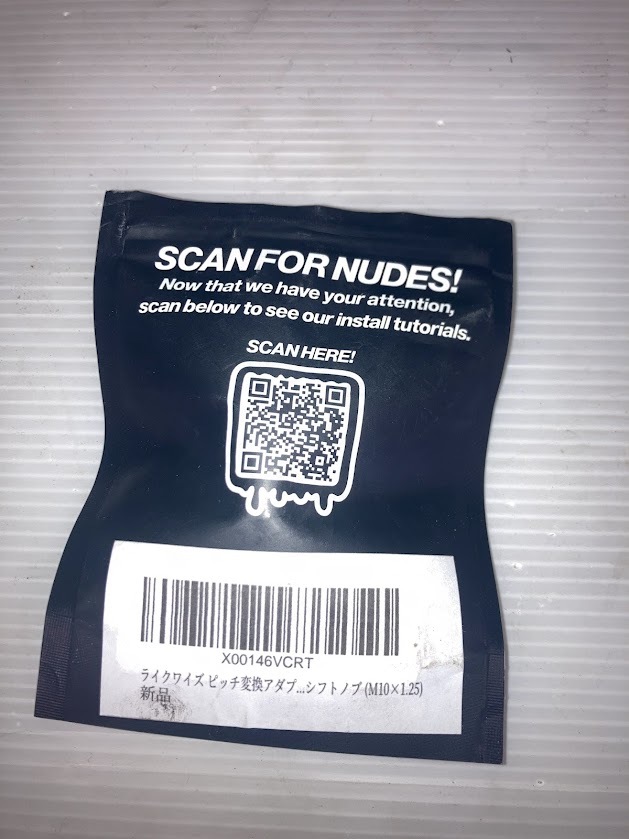 SCAN FOR NUDES!
Now that we have your attention,
scan below to see our install tutorials.
SCAN HERE!
X00146VCRT
ライクワイズ ピッチ変換アダプ...シフトノブ (M10×1.25)
新品